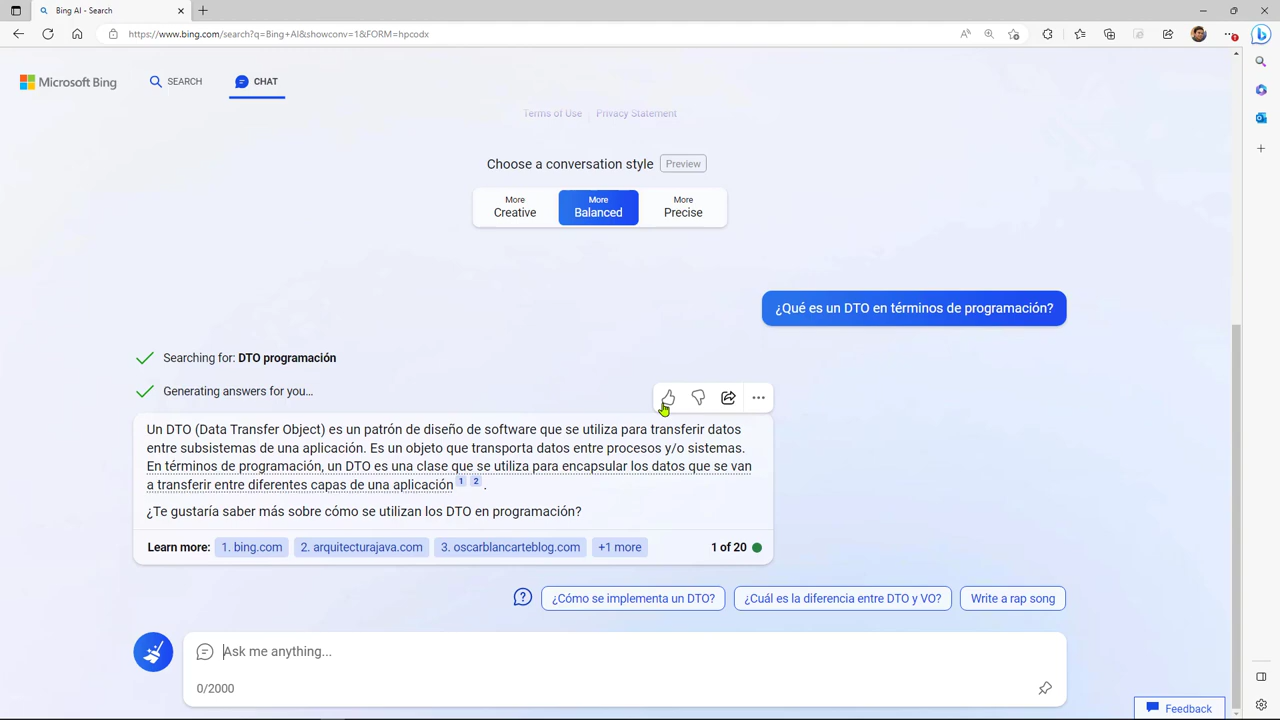 Bing AI - Search
https://www.bing.com/search?q=Bing+AI&showconv=1&FORM=hpcodx
Microsoft Bing
SEARCH
CHAT
Terms of Use
Privacy Statement
Choose a conversation style
Preview
More
Creative
More
Balanced
More
Precise
¿Qué es un DTO en términos de programación?
Searching for: DTO programación
Generating answers for you...
Un DTO (Data Transfer Object) es un patrón de diseño de software que se utiliza para transferir datos
entre subsistemas de una aplicación. Es un objeto que transporta datos entre procesos y/o sistemas.
En términos de programación, un DTO es una clase que se utiliza para encapsular los datos que se van
a transferir entre diferentes capas de una aplicación 1 2 .
¿Te gustaría saber más sobre cómo se utilizan los DTO en programación?
Learn more: 1. bing.com 2. arquitecturajava.com 3. oscarblancarteblog.com +1 more 1 of 20
¿Cómo se implementa un DTO? ¿Cuál es la diferencia entre DTO y VO? Write a rap song
Ask me anything...
0/2000
Feedback